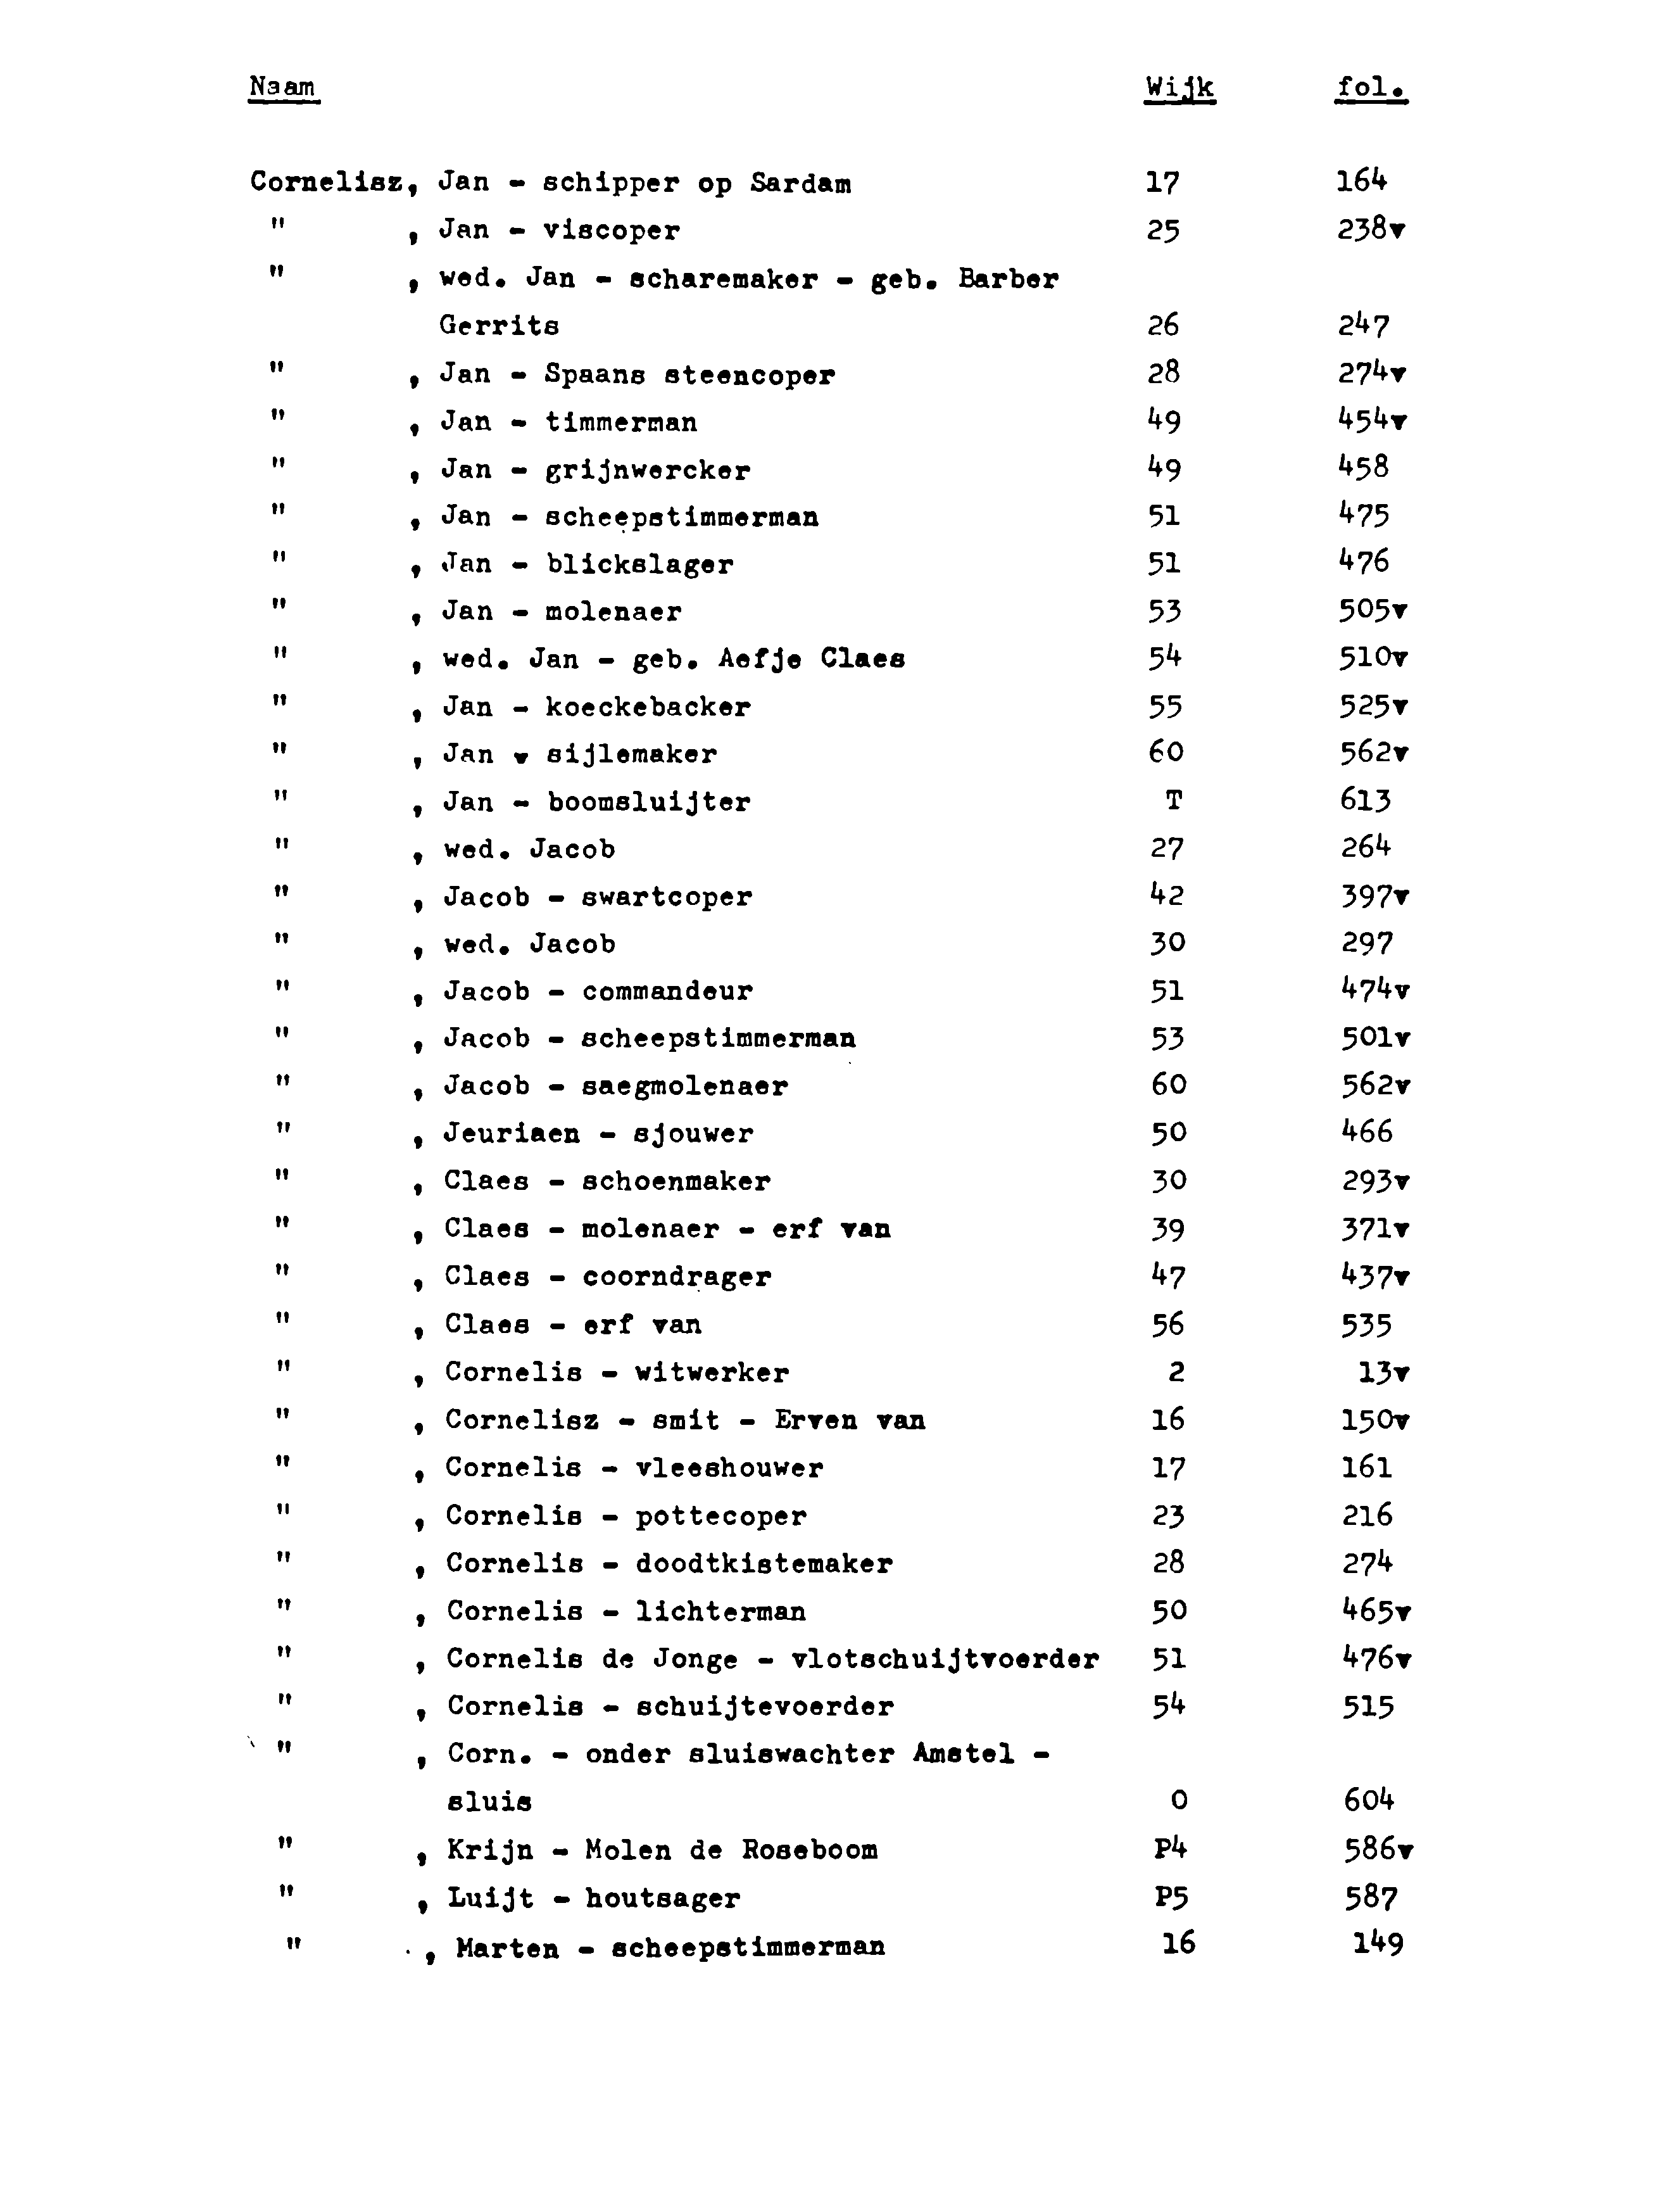 Naam Wijk fol.
Cornelisz, Jan - schipper op Sardam 17 164
" , Jan - viscoper 25 238v
" , wed. Jan - scharemaker - geb. Barber
Gerrits 26 247
" , Jan - Spaans steencoper 28 274v
" , Jan - timmerman 49 454v
" , Jan - grijnwercker 49 458
" , Jan - scheepstimmerman 51 475
" , Jan - blickslager 51 476
" , Jan - molenaer 53 505v
" , wed. Jan - geb. Aefje Claes 54 510v
" , Jan - koeckebacker 55 525v
" , Jan v sijlemaker 60 562v
" , Jan - boomsluijter T 613
" , wed. Jacob 27 264
" , Jacob - swartcoper 42 397v
" , wed. Jacob 30 297
" , Jacob - commandeur 51 474v
" , Jacob - scheepstimmerman 53 501v
" , Jacob - saegmolenaer 60 562v
" , Jeuriaen - sjouwer 50 466
" , Claes - schoenmaker 30 293v
" , Claes - molenaer - erf van 39 371v
" , Claes - coorndrager 47 437v
" , Claes - erf van 56 535
" , Cornelis - witwerker 2 13v
" , Cornelisz - smit - Erven van 16 150v
" , Cornelis - vleeshouwer 17 161
" , Cornelis - pottecoper 23 216
" , Cornelis - doodtkistemaker 28 274
" , Cornelis - lichterman 50 465v
" , Cornelis de Jonge - vlotschuijtvoerder 51 476v
" , Cornelis - schuijtevoerder 54 515
" , Corn. - onder sluiswachter Amstel -
sluis O 604
" , Krijn - Molen de Roseboom P4 586v
" , Luijt - houtsager P5 587
" , Marten - scheepstimmerman 16 149